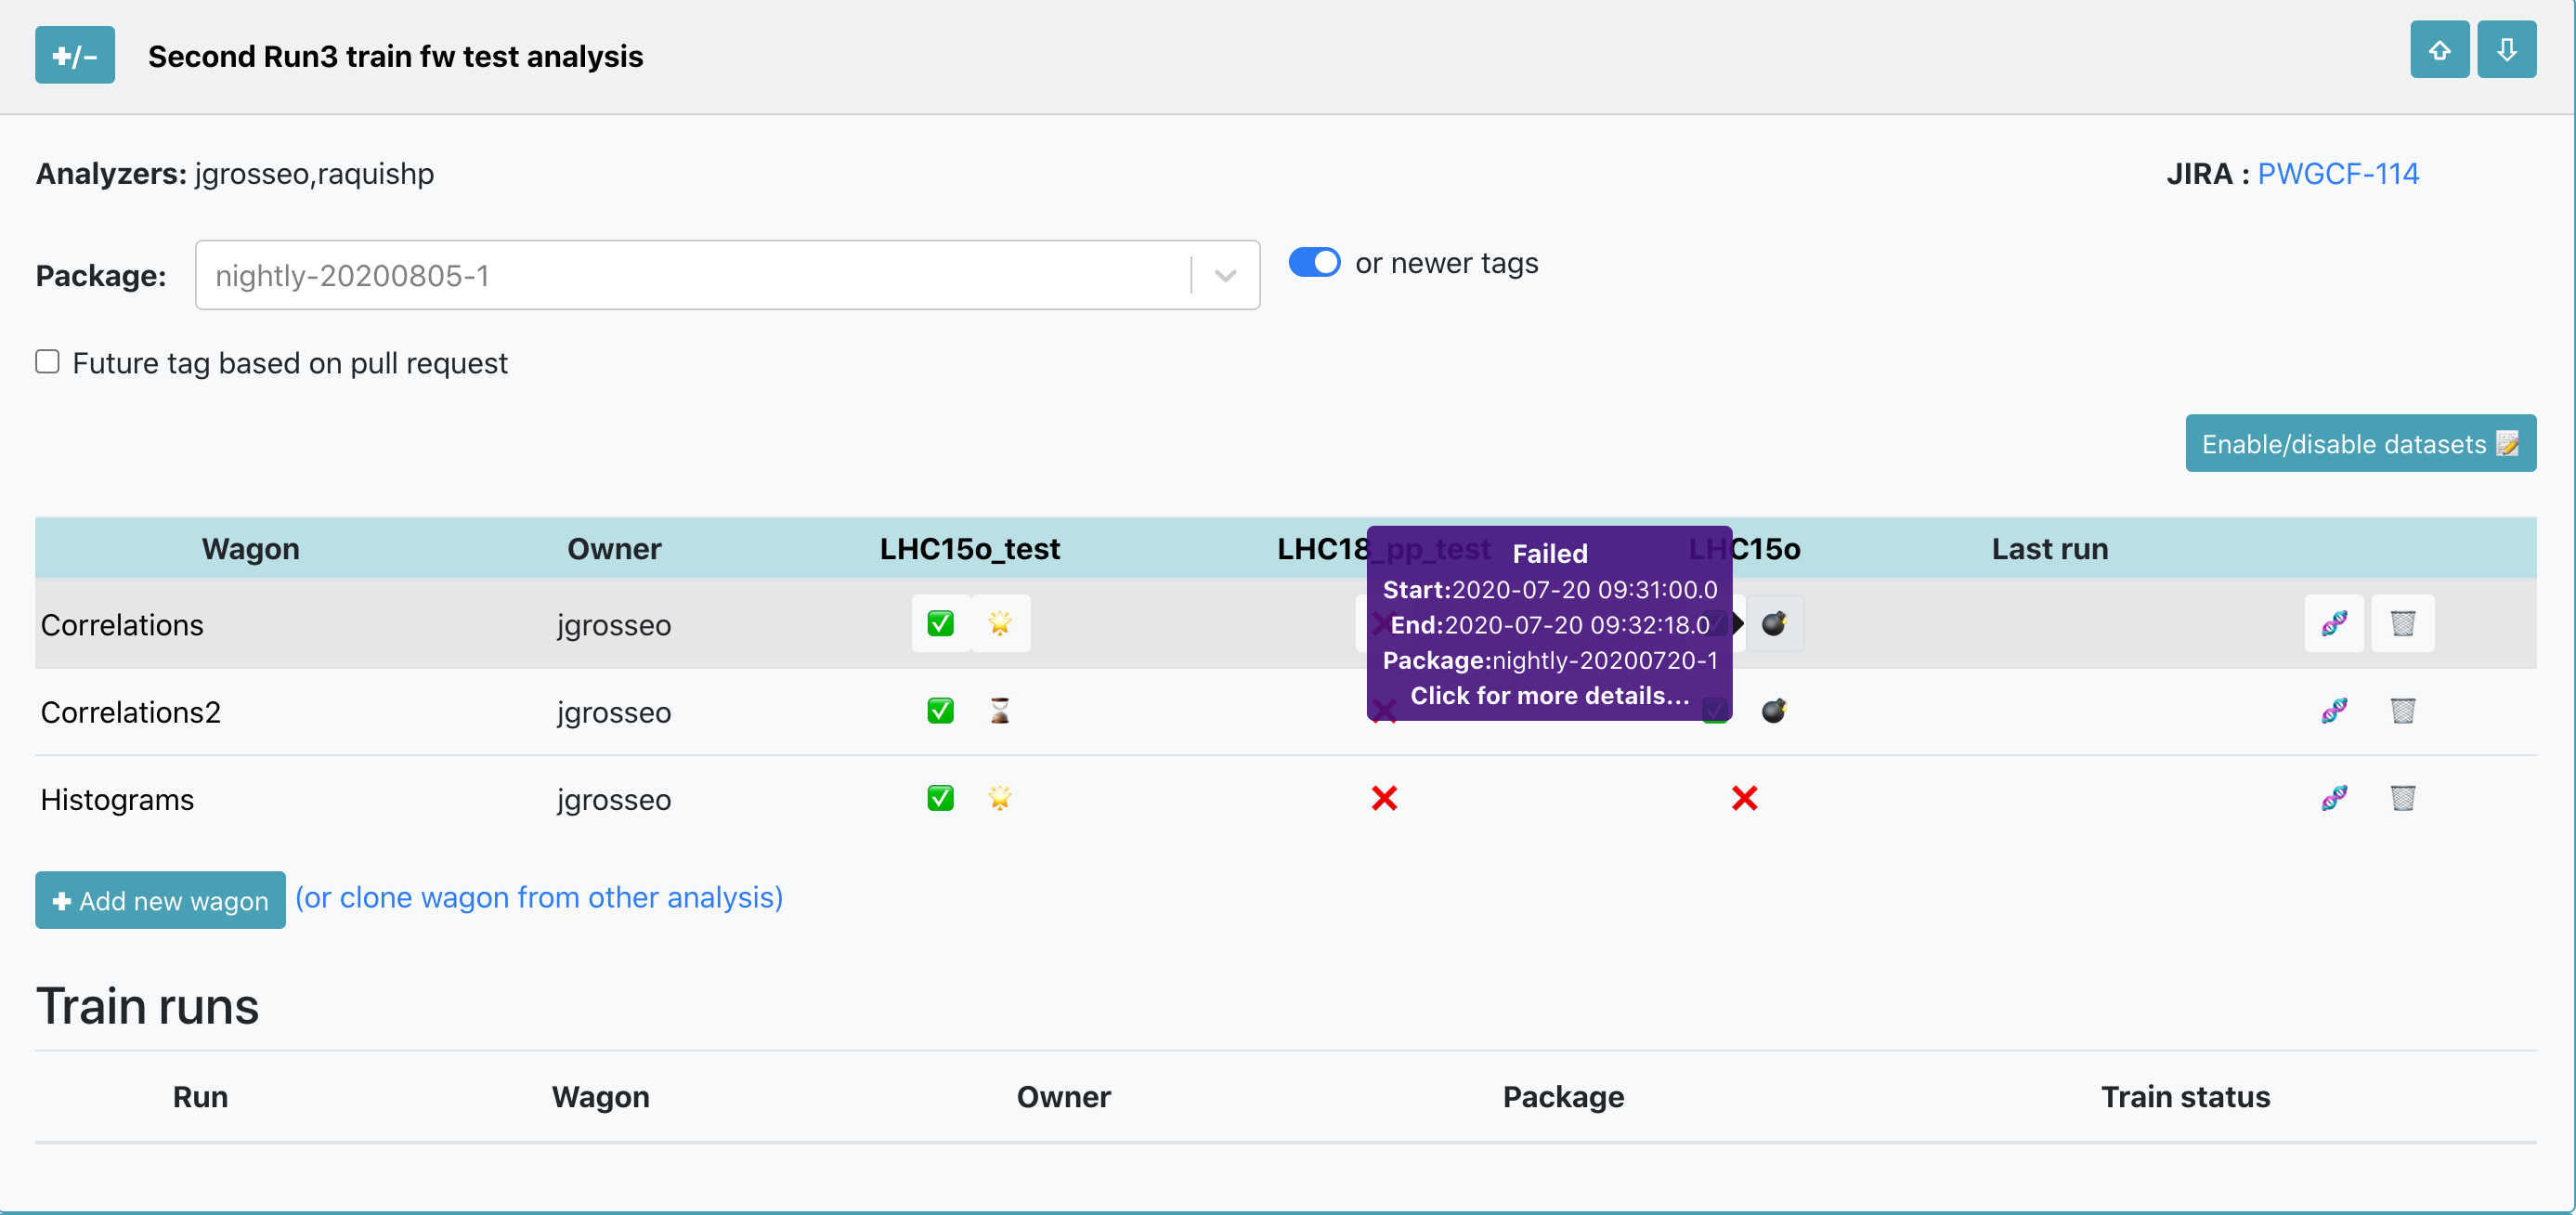 +/− Second Run3 train fw test analysis
Analyzers: jgrosseo,raquishp JIRA : PWGCF-114
Package: nightly-20200805-1 or newer tags
Future tag based on pull request
Enable/disable datasets
Wagon Owner LHC15o_test LHC18_pp_test LHC15o Last run
Failed
Start:2020-07-20 09:31:00.0
End:2020-07-20 09:32:18.0
Package:nightly-20200720-1
Click for more details...
Correlations jgrosseo
Correlations2 jgrosseo
Histograms jgrosseo
+ Add new wagon (or clone wagon from other analysis)
Train runs
Run Wagon Owner Package Train status